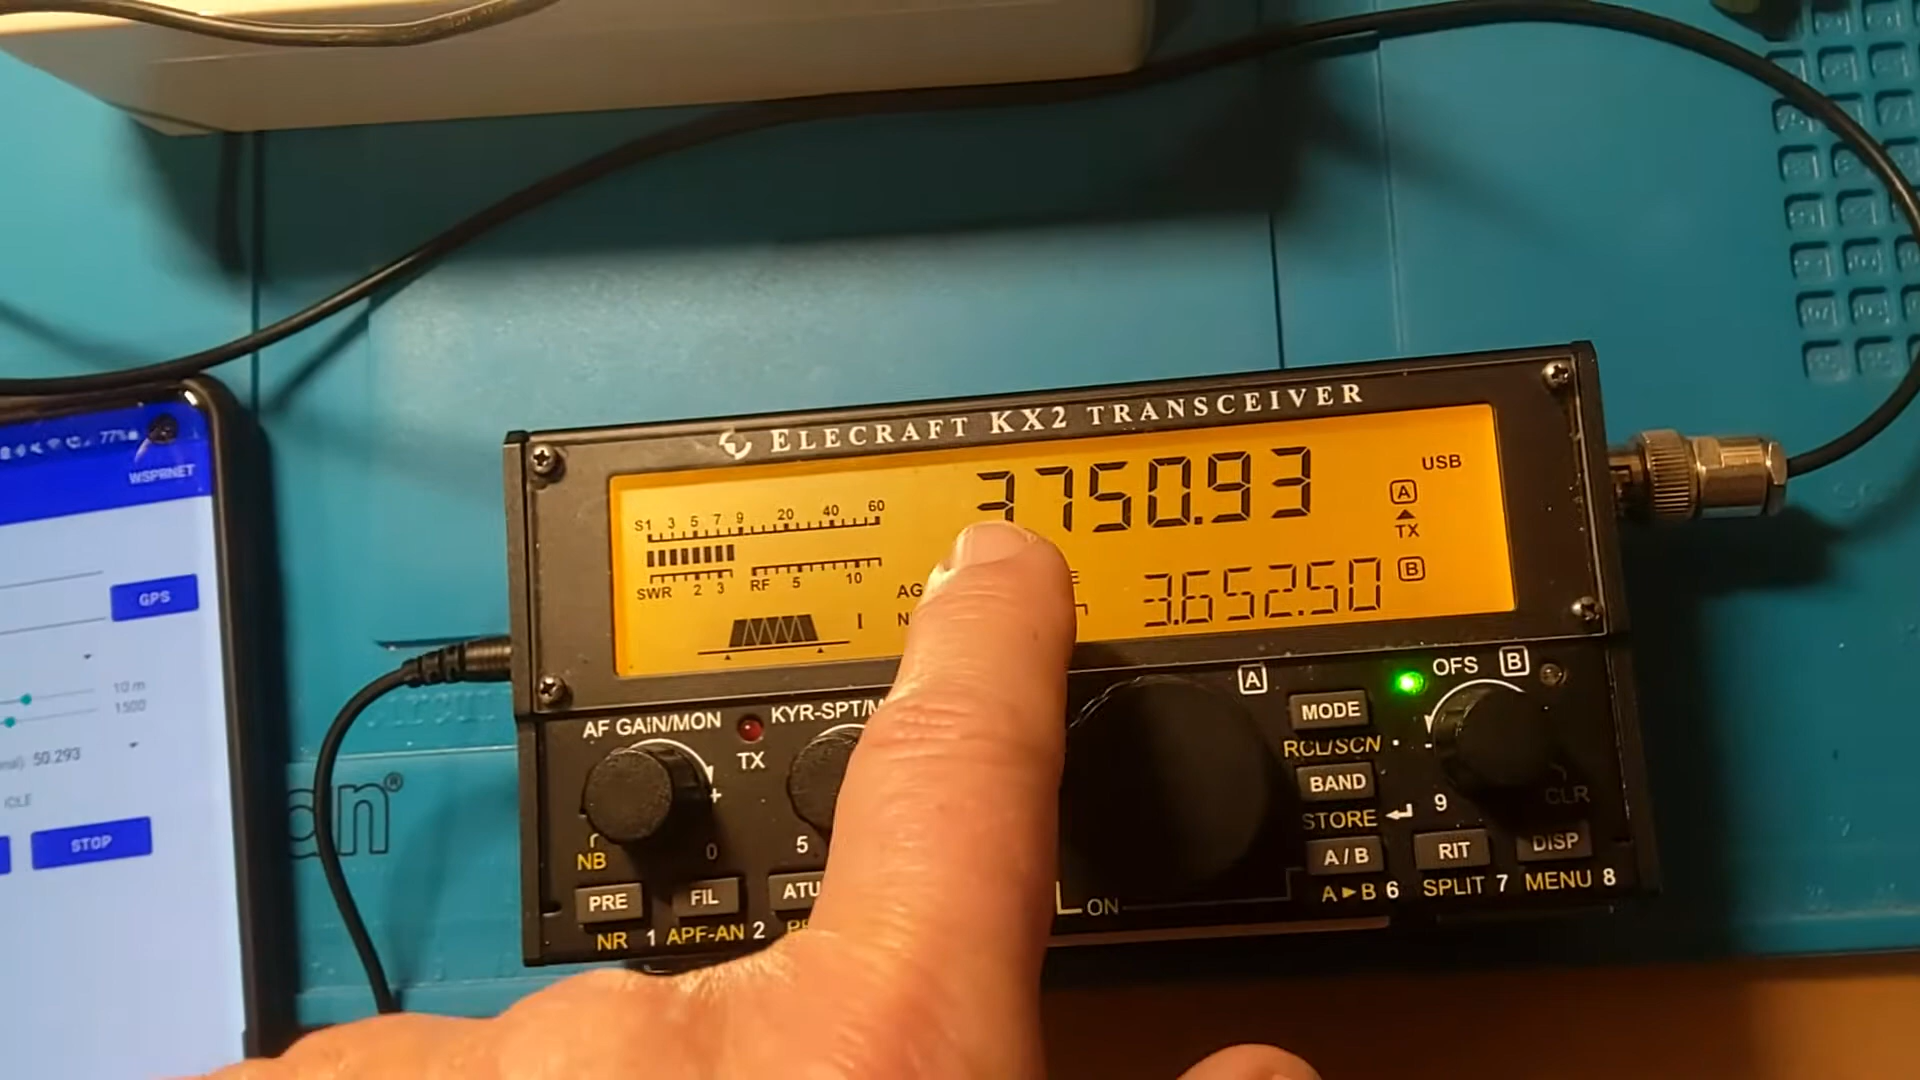 77%
WSPRNET
GPS
10 m
1500
50.293
IDLE
STOP
ELECRAFT KX2 TRANSCEIVER
S1 3 5 7 9 20 40 60
SWR 2 3 RF 5 10
3750.93
USB
A
TX
3.652.50
B
I
AF GAIN/MON
TX
A
MODE
OFS B
RCL/SCN
BAND
STORE
9
CLR
NB
0
5
A/B
RIT
DISP
A►B 6
SPLIT 7
MENU 8
PRE
FIL
ATU
NR 1
APF-AN 2
ON